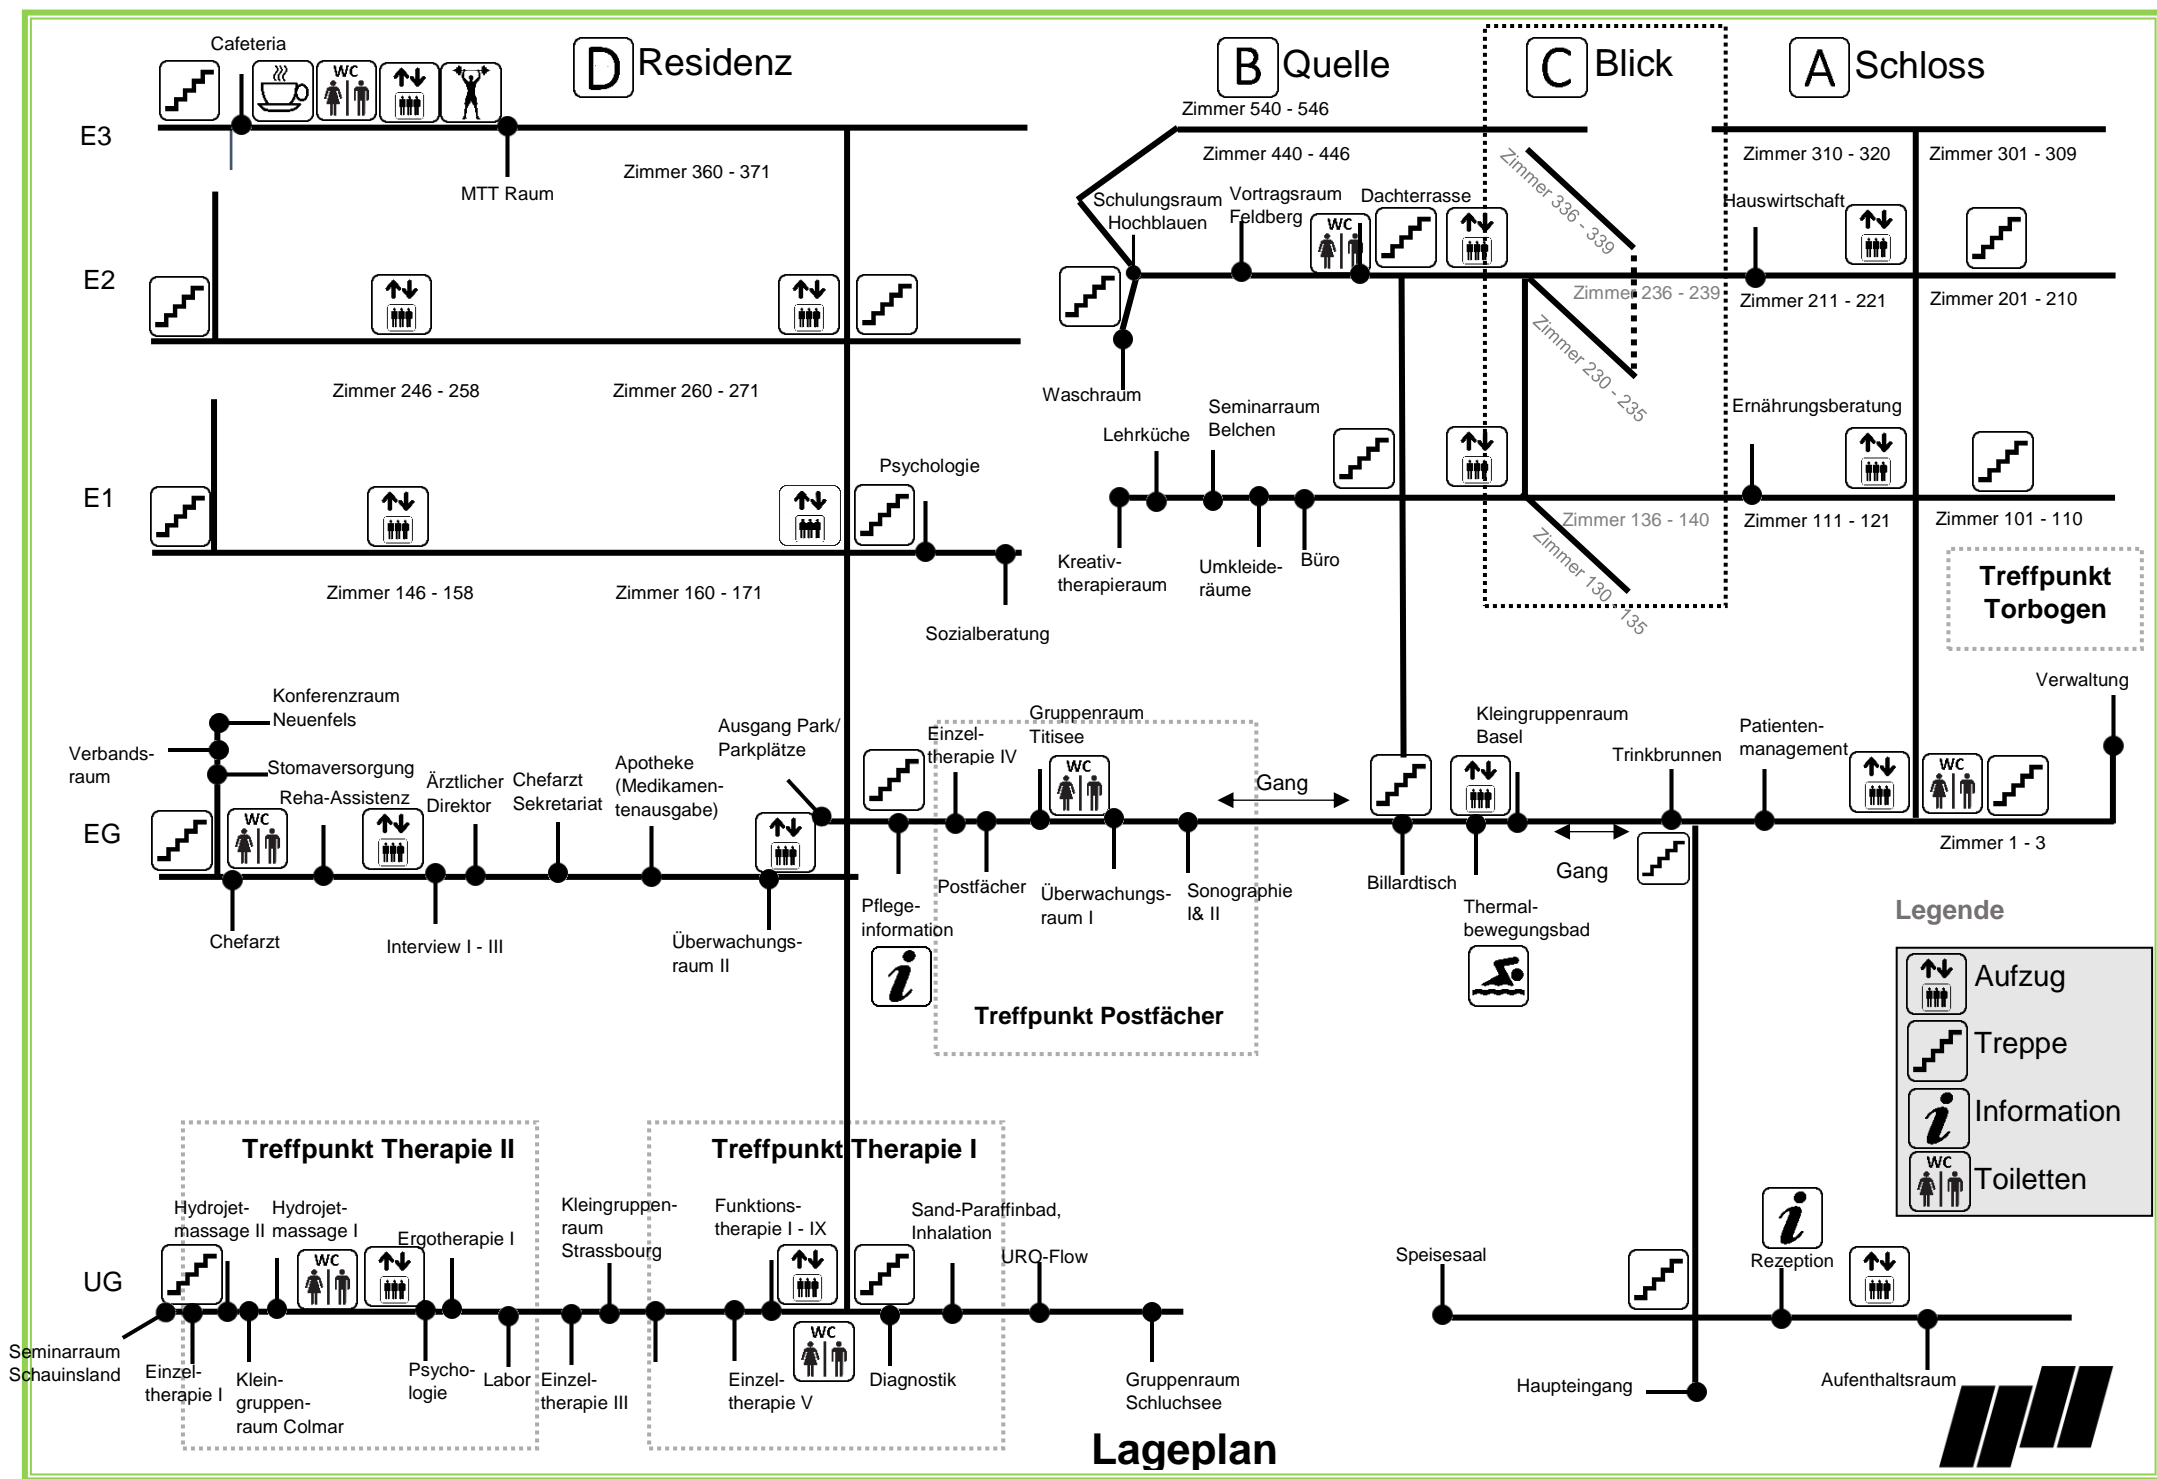 Cafeteria
D Residenz
B Quelle
C Blick
A Schloss
WC
Zimmer 540 - 546
E3
Zimmer 360 - 371
MTT Raum
Zimmer 440 - 446
Zimmer 336 - 339
Zimmer 310 - 320
Zimmer 301 - 309
Schulungsraum
Hochblauen
Vortragsraum
Feldberg
WC
Dachterrasse
Hauswirtschaft
E2
Zimmer 236 - 239
Zimmer 211 - 221
Zimmer 201 - 210
Zimmer 230 - 235
Zimmer 246 - 258
Zimmer 260 - 271
Waschraum
Lehrküche
Seminarraum
Belchen
Ernährungsberatung
Psychologie
E1
Zimmer 136 - 140
Zimmer 111 - 121
Zimmer 101 - 110
Zimmer 130 - 135
Kreativ-
therapieraum
Umkleide-
räume
Büro
Zimmer 146 - 158
Zimmer 160 - 171
Sozialberatung
Treffpunkt
Torbogen
Konferenzraum
Neuenfels
Verbands-
raum
Stomaversorgung
Reha-Assistenz
Ärztlicher
Direktor
Chefarzt
Sekretariat
Apotheke
(Medikamen-
tenausgabe)
Ausgang Park/
Parkplätze
Einzel-
therapie IV
Gruppenraum
Titisee
WC
Gang
Kleingruppenraum
Basel
Trinkbrunnen
Patienten-
management
WC
Verwaltung
EG
WC
Zimmer 1 - 3
Chefarzt
Interview I - III
Überwachungs-
raum II
Pflege-
information
Postfächer
Überwachungs-
raum I
Sonographie
I& II
Billardtisch
Thermal-
bewegungsbad
Gang
Treffpunkt Postfächer
Legende
Aufzug
Treppe
Information
WC
Toiletten
Treffpunkt Therapie II
Treffpunkt Therapie I
Hydrojet-
massage II
Hydrojet-
massage I
WC
Ergotherapie I
Kleingruppen-
raum
Strassbourg
Funktions-
therapie I - IX
Sand-Paraffinbad,
Inhalation
URO-Flow
Speisesaal
Rezeption
UG
Seminarraum
Schauinsland
Einzel-
therapie I
Klein-
gruppen-
raum Colmar
Psycho-
logie
Labor
Einzel-
therapie III
Einzel-
therapie V
WC
Diagnostik
Gruppenraum
Schluchsee
Haupteingang
Aufenthaltsraum
Lageplan